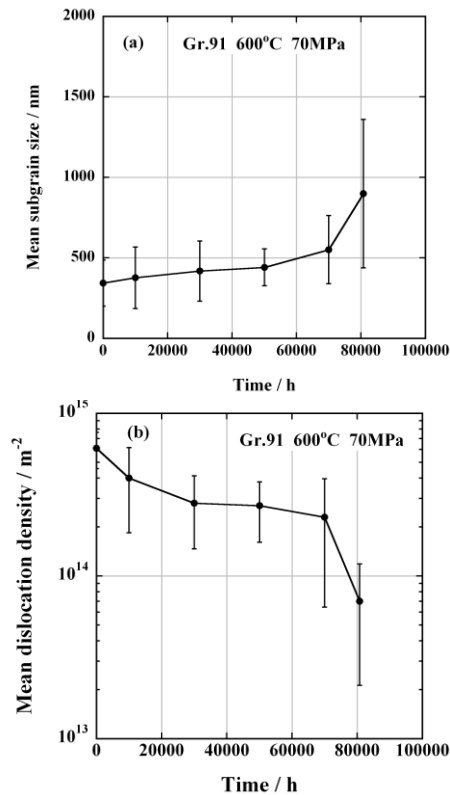 2000
(a) Gr.91 600°C 70MPa
1500
1000
500
0
Mean subgrain size / nm
0 20000 40000 60000 80000 100000
Time / h
10^15
(b) Gr.91 600°C 70MPa
10^14
10^13
Mean dislocation density / m^-2
0 20000 40000 60000 80000 100000
Time / h